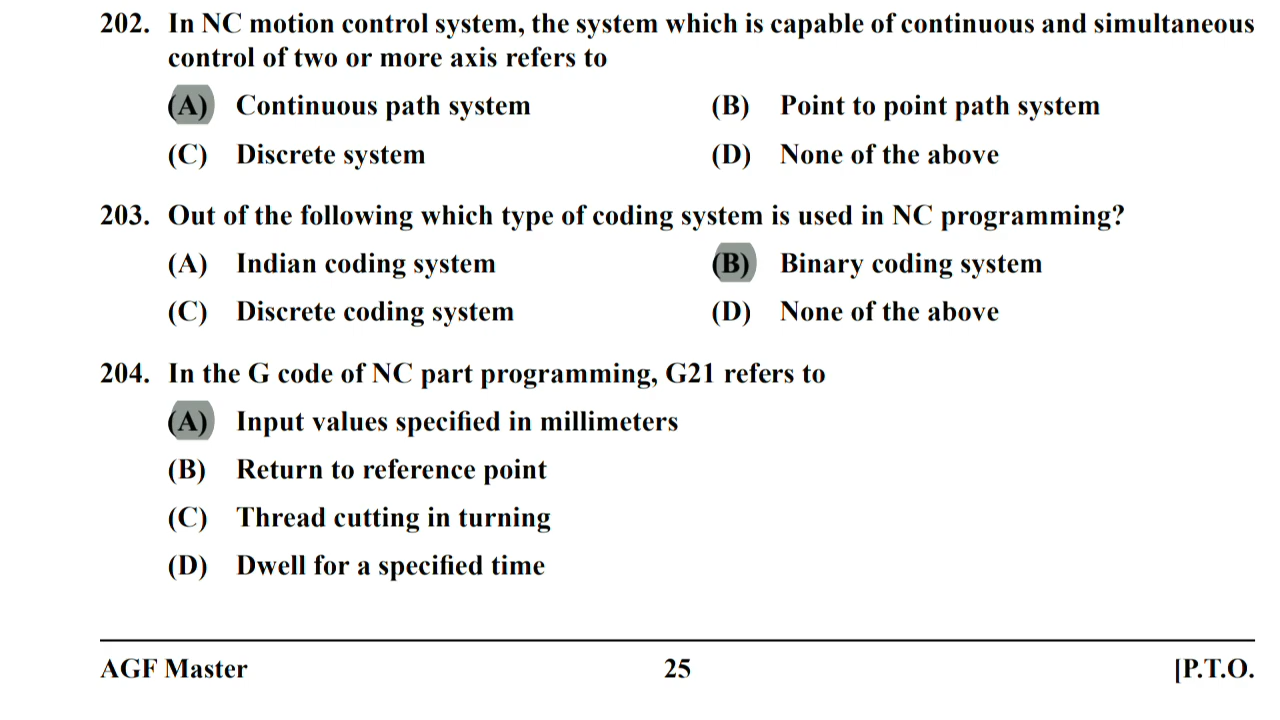 202. In NC motion control system, the system which is capable of continuous and simultaneous
control of two or more axis refers to
(A) Continuous path system (B) Point to point path system
(C) Discrete system (D) None of the above
203. Out of the following which type of coding system is used in NC programming?
(A) Indian coding system (B) Binary coding system
(C) Discrete coding system (D) None of the above
204. In the G code of NC part programming, G21 refers to
(A) Input values specified in millimeters
(B) Return to reference point
(C) Thread cutting in turning
(D) Dwell for a specified time
AGF Master 25 [P.T.O.